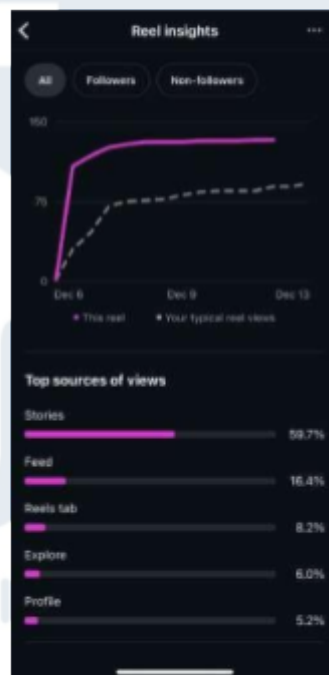 Reel insights
All Followers Non-followers
150
75
0
Dec 6 Dec 9 Dec 13
This reel Your typical reel views
Top sources of views
Stories
59.7%
Feed
16.4%
Reels tab
8.2%
Explore
6.0%
Profile
5.2%